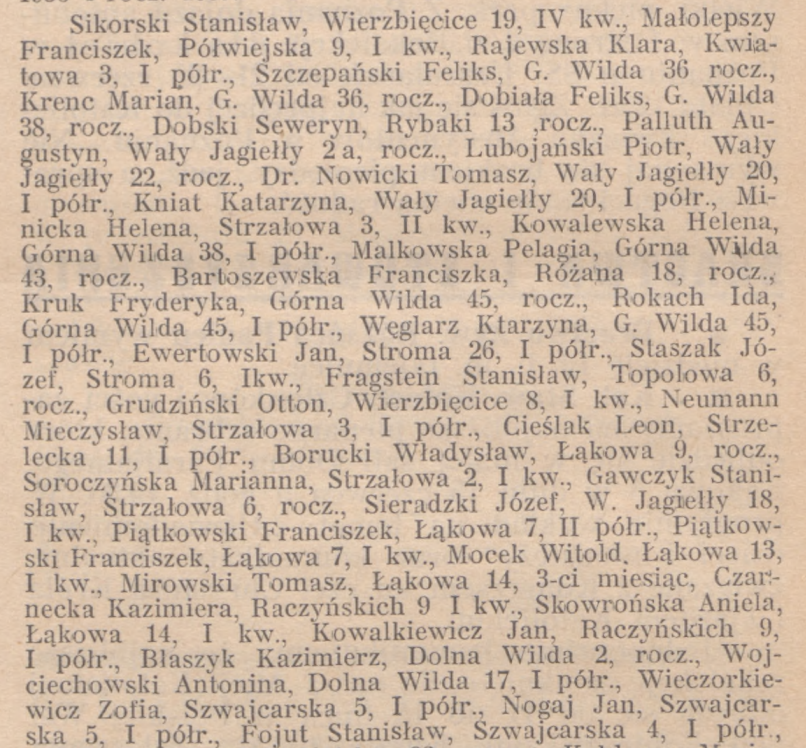 Sikorski Stanisław, Wierzbięcice 19, IV kw., Małolepszy
Franciszek, Półwiejska 9, I kw., Rajewska Klara, Kwia-
towa 3, I półr., Szczepański Feliks, G. Wilda 36 rocz.,
Krenc Marian, G. Wilda 36, rocz., Dobiała Feliks, G. Wilda
38, rocz., Dobski Seweryn, Rybaki 13 ,rocz., Palluth Au-
gustyn, Wały Jagiełły 2 a, rocz., Lubojański Piotr, Wały
Jagiełły 22, rocz., Dr. Nowicki Tomasz, Wały Jagiełły 20,
I półr., Kniat Katarzyna, Wały Jagiełły 20, I półr., Mi-
nicka Helena, Strzałowa 3, II kw., Kowalewska Helena,
Górna Wilda 38, I półr., Malkowska Pelagia, Górna Wilda
43, rocz., Bartoszewska Franciszka, Różana 18, rocz.,
Kruk Fryderyka, Górna Wilda 45, rocz., Rokach Ida,
Górna Wilda 45, I półr., Węglarz Ktarzyna, G. Wilda 45,
I półr., Ewertowski Jan, Stroma 26, I półr., Staszak Jó-
zef, Stroma 6, Ikw., Fragstein Stanisław, Topolowa 6,
rocz., Grudziński Otton, Wierzbięcice 8, I kw., Neumann
Mieczysław, Strzałowa 3, I półr., Cieślak Leon, Strze-
lecka 11, I półr., Borucki Władysław, Łąkowa 9, rocz.,
Soroczyńska Marianna, Strzałowa 2, I kw., Gawczyk Stani-
sław, Strzałowa 6, rocz., Sieradzki Józef, W. Jagiełły 18,
I kw., Piątkowski Franciszek, Łąkowa 7, II półr., Piątkow-
ski Franciszek, Łąkowa 7, I kw., Mocek Witold, Łąkowa 13,
I kw., Mirowski Tomasz, Łąkowa 14, 3-ci miesiąc, Czar-
necka Kazimiera, Raczyńskich 9 I kw., Skowrońska Aniela,
Łąkowa 14, I kw., Kowalkiewicz Jan, Raczyńskich 9,
I półr., Błaszyk Kazimierz, Dolna Wilda 2, rocz., Woj-
ciechowski Antonina, Dolna Wilda 17, I półr., Wieczorkie-
wicz Zofia, Szwajcarska 5, I półr., Nogaj Jan, Szwajcar-
ska 5, I półr., Fojut Stanisław, Szwajcarska 4, I półr.,